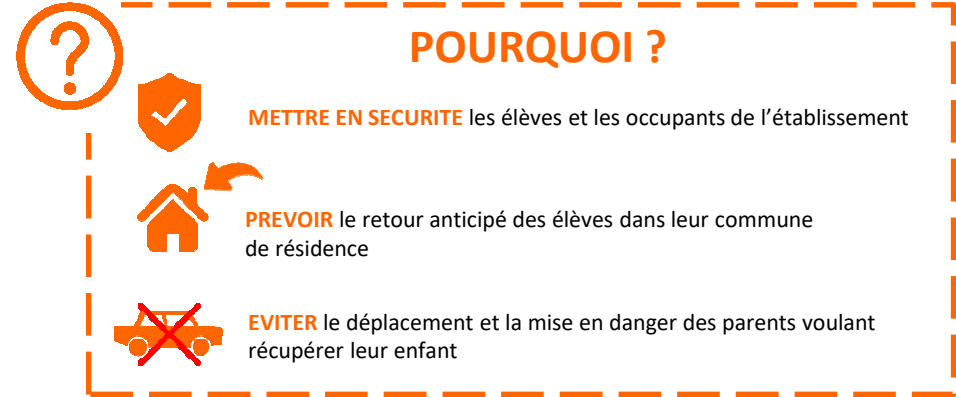 ?
POURQUOI ?
METTRE EN SECURITE les élèves et les occupants de l’établissement
PREVOIR le retour anticipé des élèves dans leur commune
de résidence
EVITER le déplacement et la mise en danger des parents voulant
récupérer leur enfant